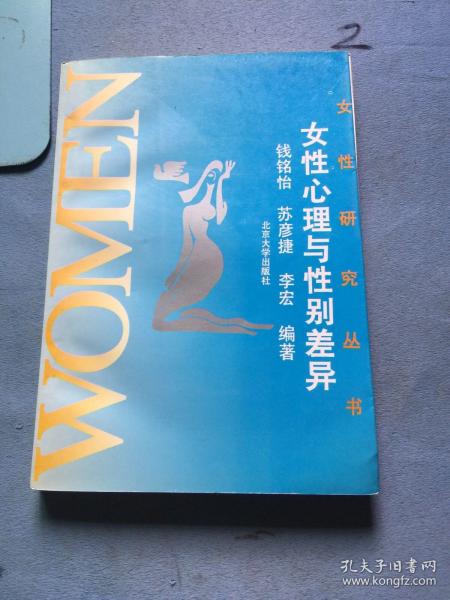 2
女性研究丛书
女性心理与性别差异
钱铭怡 苏彦捷 李宏 编著
北京大学出版社
WOMEN
孔夫子旧书网
www.kongfz.com